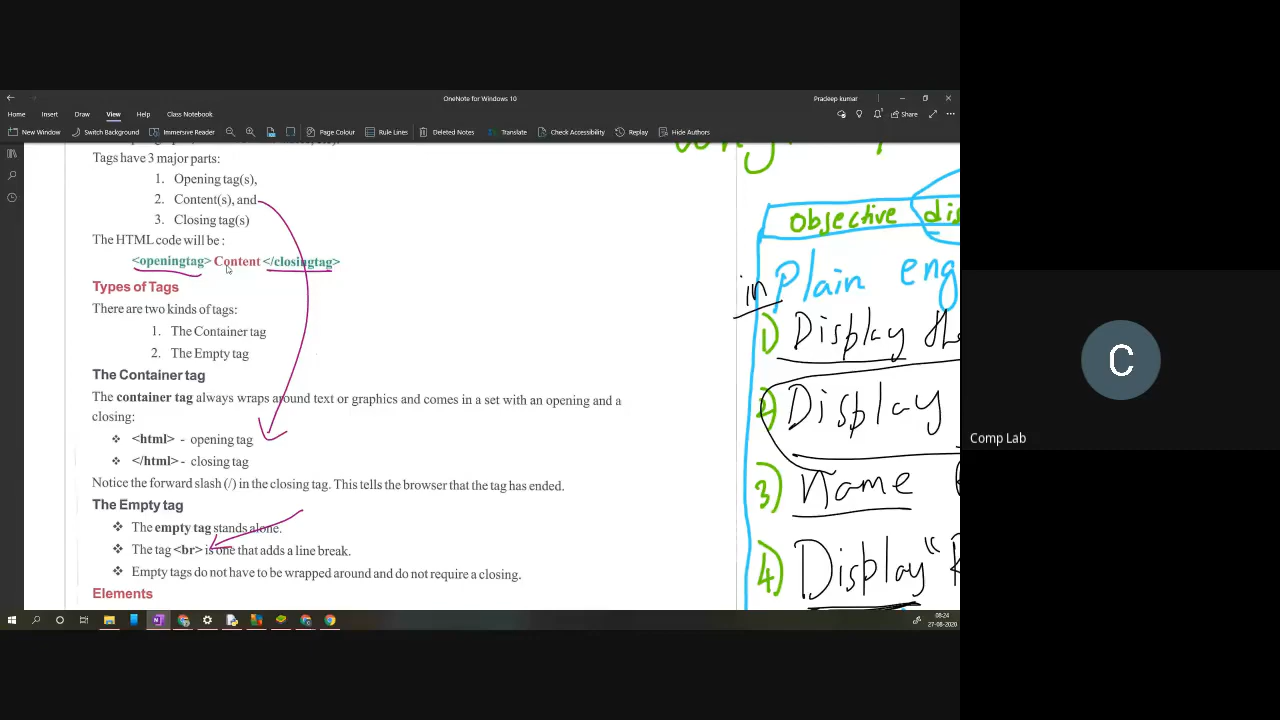 OneNote for Windows 10
Pradeep kumar
Home Insert Draw View Help Class Notebook
Share
New Window Switch Background Immersive Reader Page Colour Rule Lines Deleted Notes Translate Check Accessibility Replay Hide Authors
Tags have 3 major parts:
1. Opening tag(s),
2. Content(s), and
3. Closing tag(s)
The HTML code will be :
<openingtag> Content </closingtag>
Types of Tags
There are two kinds of tags:
1. The Container tag
2. The Empty tag
The Container tag
The container tag always wraps around text or graphics and comes in a set with an opening and a
closing:
❖ <html> - opening tag
❖ </html> - closing tag
Notice the forward slash (/) in the closing tag. This tells the browser that the tag has ended.
The Empty tag
❖ The empty tag stands alone.
❖ The tag <br> is one that adds a line break.
❖ Empty tags do not have to be wrapped around and do not require a closing.
Elements
objective dis
in Plain eng
1) Display the
2) Display
3) Name
4) Display "
C
Comp Lab
08:24
27-08-2020